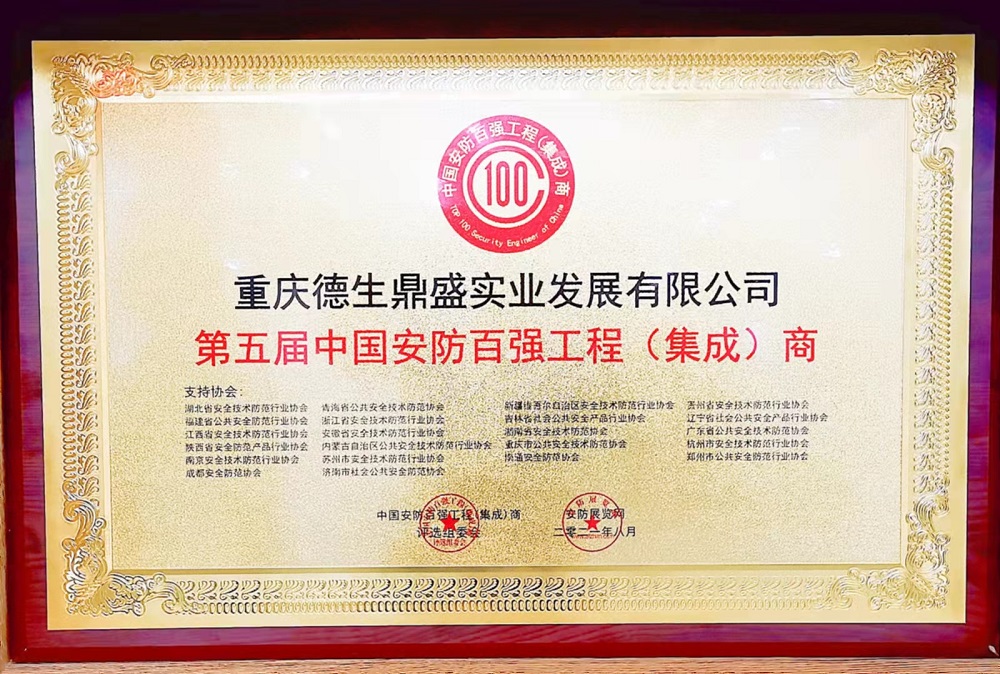 中国安防百强工程（集成）商
100
TOP 100 Security Engineer of China
重庆德生鼎盛实业发展有限公司
第五届中国安防百强工程（集成）商
支持协会：
湖北省安全技术防范行业协会 青海省公共安全技术防范协会 新疆维吾尔自治区安全技术防范行业协会 贵州省安全技术防范行业协会
福建省公共安全防范行业协会 浙江省安全技术防范行业协会 吉林省社会公共安全产品行业协会 辽宁省社会公共安全产品行业协会
江西省安全技术防范行业协会 安徽省安全技术防范行业协会 湖南省安全技术防范协会 广东省公共安全技术防范协会
陕西省安全防范产品行业协会 内蒙古自治区公共安全技术防范行业协会 重庆市公共安全技术防范协会 杭州市安全技术防范行业协会
南京安全技术防范行业协会 苏州市安全技术防范行业协会 南通安全防范协会 郑州市公共安全防范行业协会
成都安全防范协会 济南市社会公共安全防范协会
中国安防百强工程(集成)商 安防展览网
评选组委会 二零二一年八月